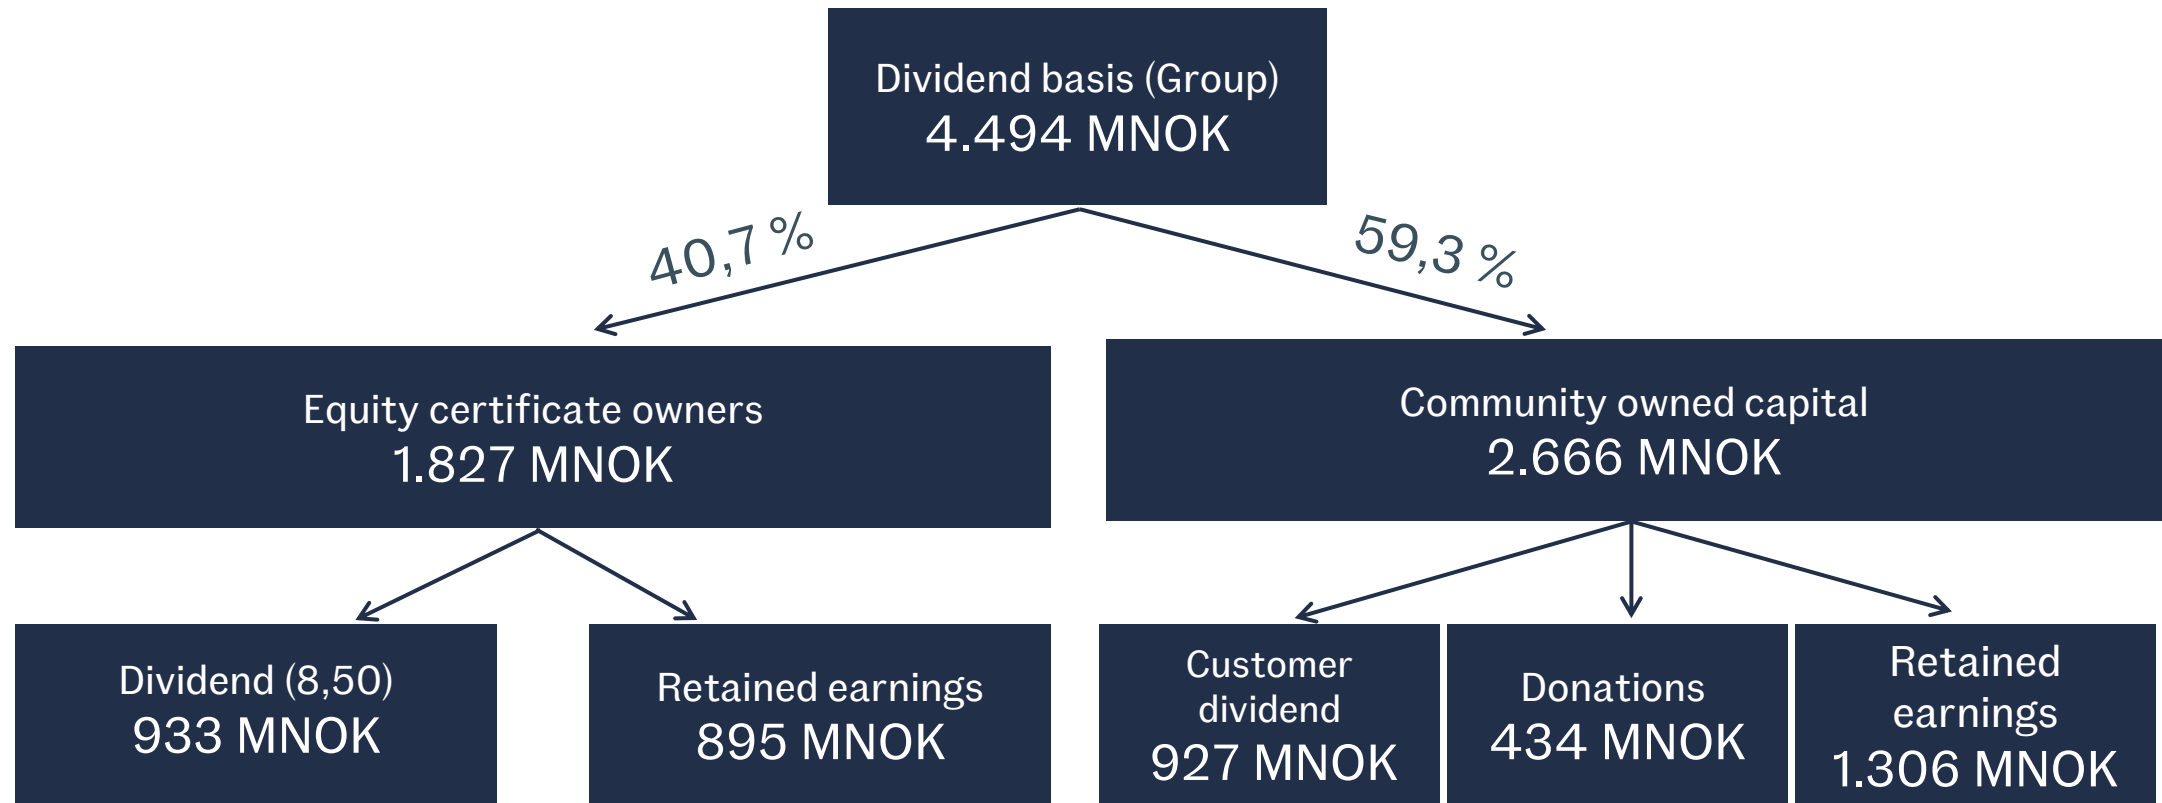 Dividend basis (Group)
4.494 MNOK
40,7 %
59,3 %
Equity certificate owners
1.827 MNOK
Community owned capital
2.666 MNOK
Dividend (8,50)
933 MNOK
Retained earnings
895 MNOK
Customer
dividend
927 MNOK
Donations
434 MNOK
Retained
earnings
1.306 MNOK